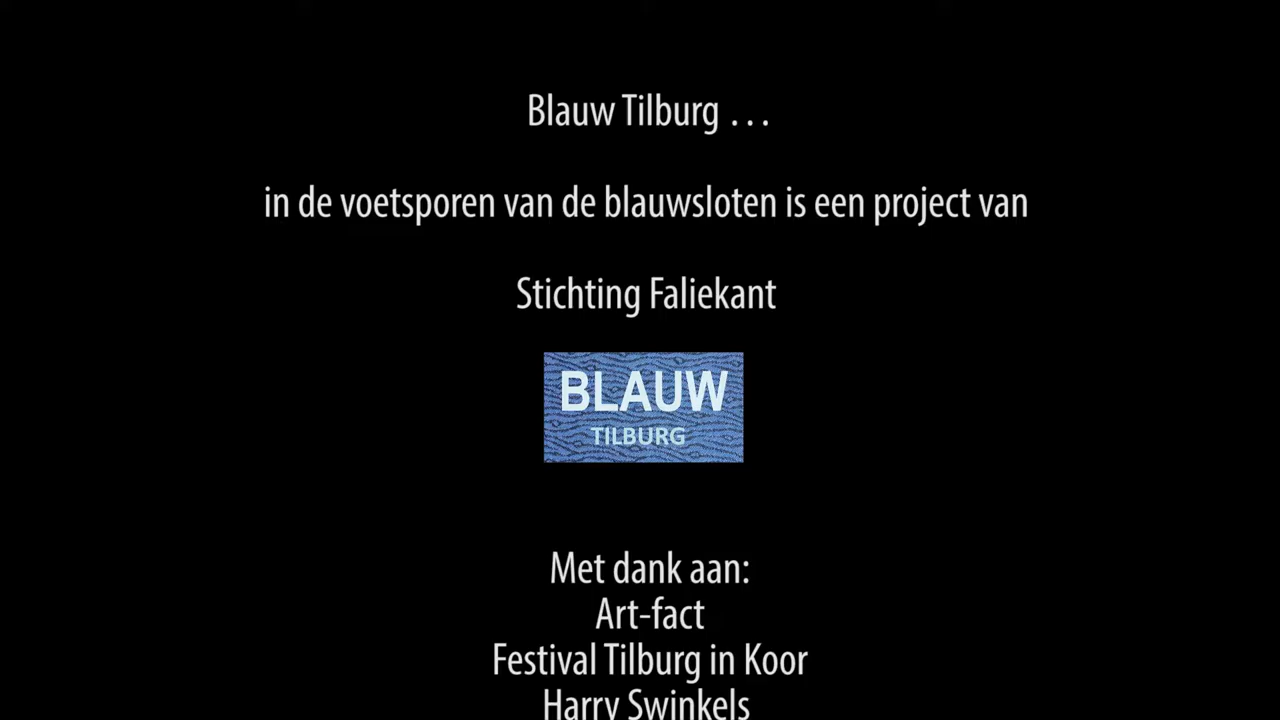 Blauw Tilburg ...
in de voetsporen van de blauwsloten is een project van
Stichting Faliekant
BLAUW
TILBURG
Met dank aan:
Art-fact
Festival Tilburg in Koor
Harry Swinkels